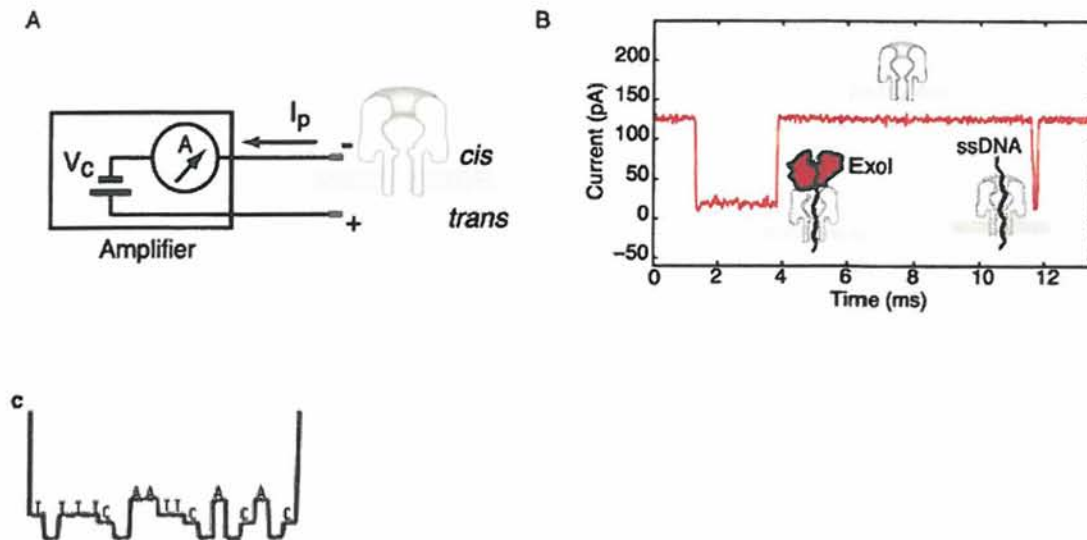 A
B
Vc
A
Ip
-
+
cis
trans
Amplifier
Current (pA)
200
150
100
50
0
−50
ExoI
ssDNA
0 2 4 6 8 10 12
Time (ms)
c
T T T T C A A T T C A C A C